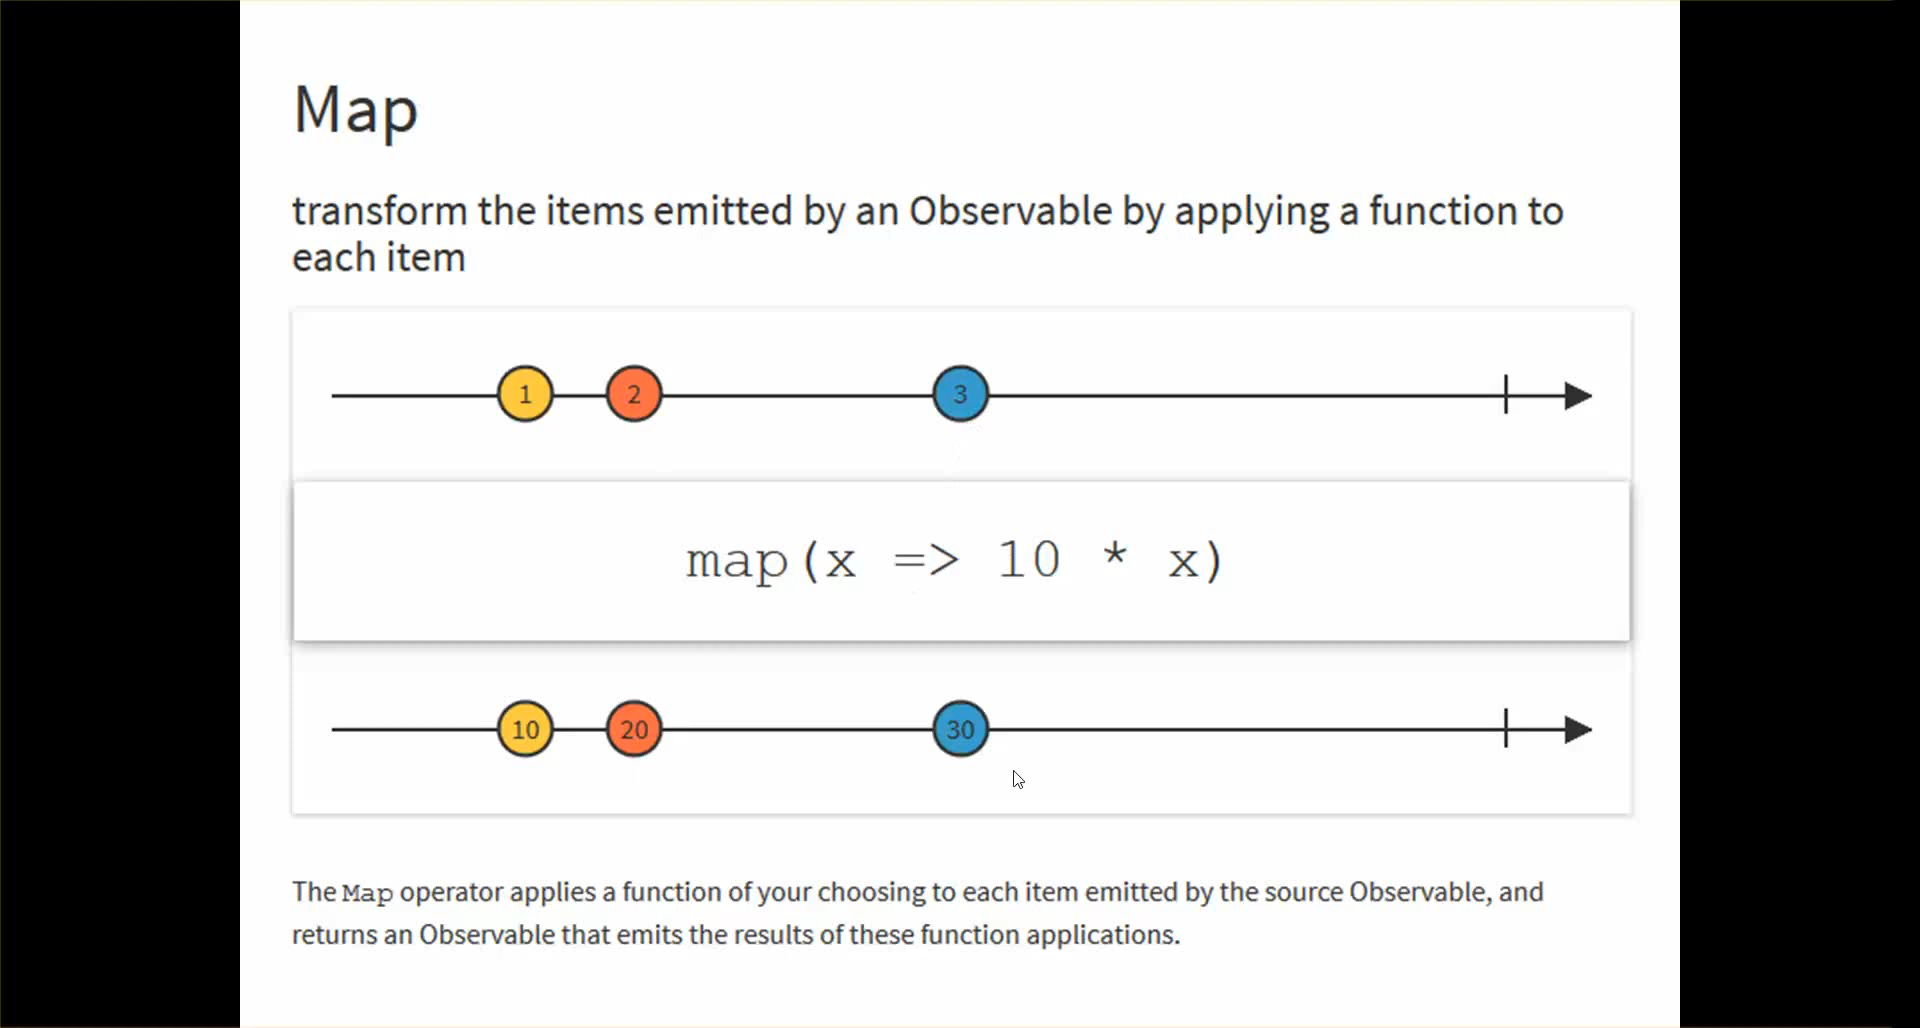 Map
transform the items emitted by an Observable by applying a function to
each item
1 2 3
map(x => 10 * x)
10 20 30
The Map operator applies a function of your choosing to each item emitted by the source Observable, and
returns an Observable that emits the results of these function applications.